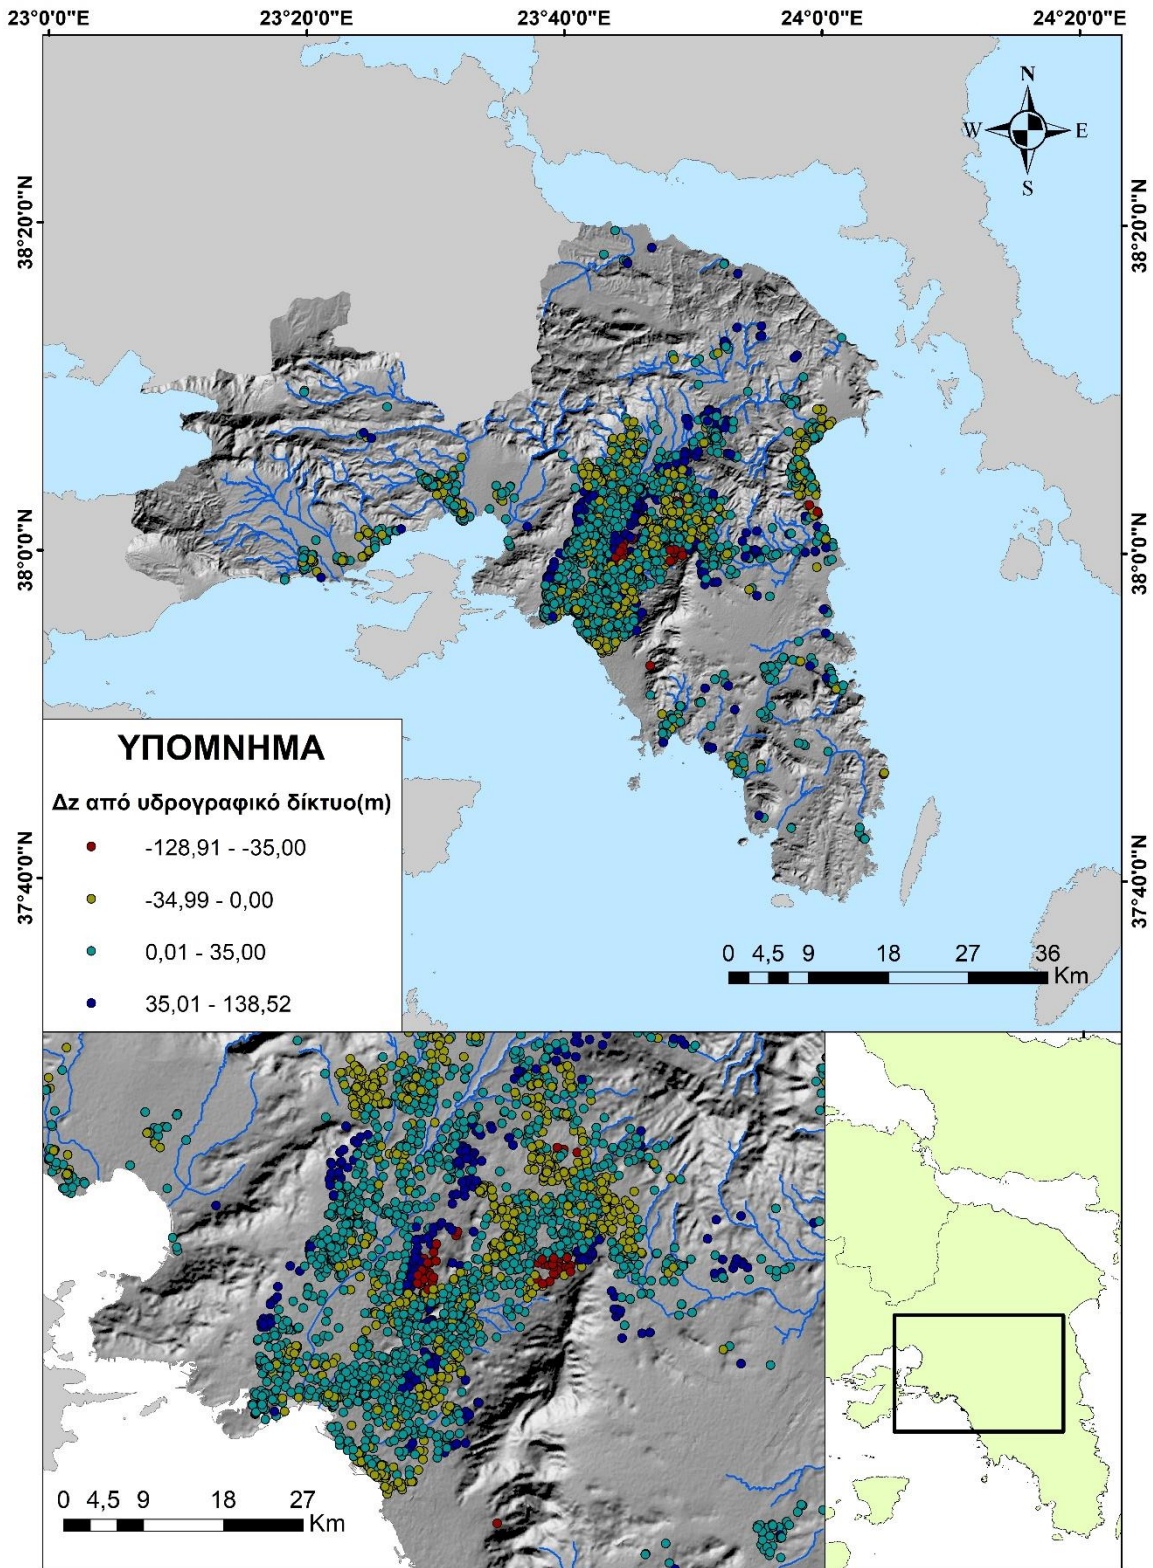 23°0'0"E 23°20'0"E 23°40'0"E 24°0'0"E 24°20'0"E
N
W E
S
38°20'0"N 38°20'0"N
38°0'0"N 38°0'0"N
37°40'0"N 37°40'0"N
ΥΠΟΜΝΗΜΑ
Δz από υδρογραφικό δίκτυο(m)
-128,91 - -35,00
-34,99 - 0,00
0,01 - 35,00
35,01 - 138,52
0 4,5 9 18 27 36
Km
0 4,5 9 18 27
Km